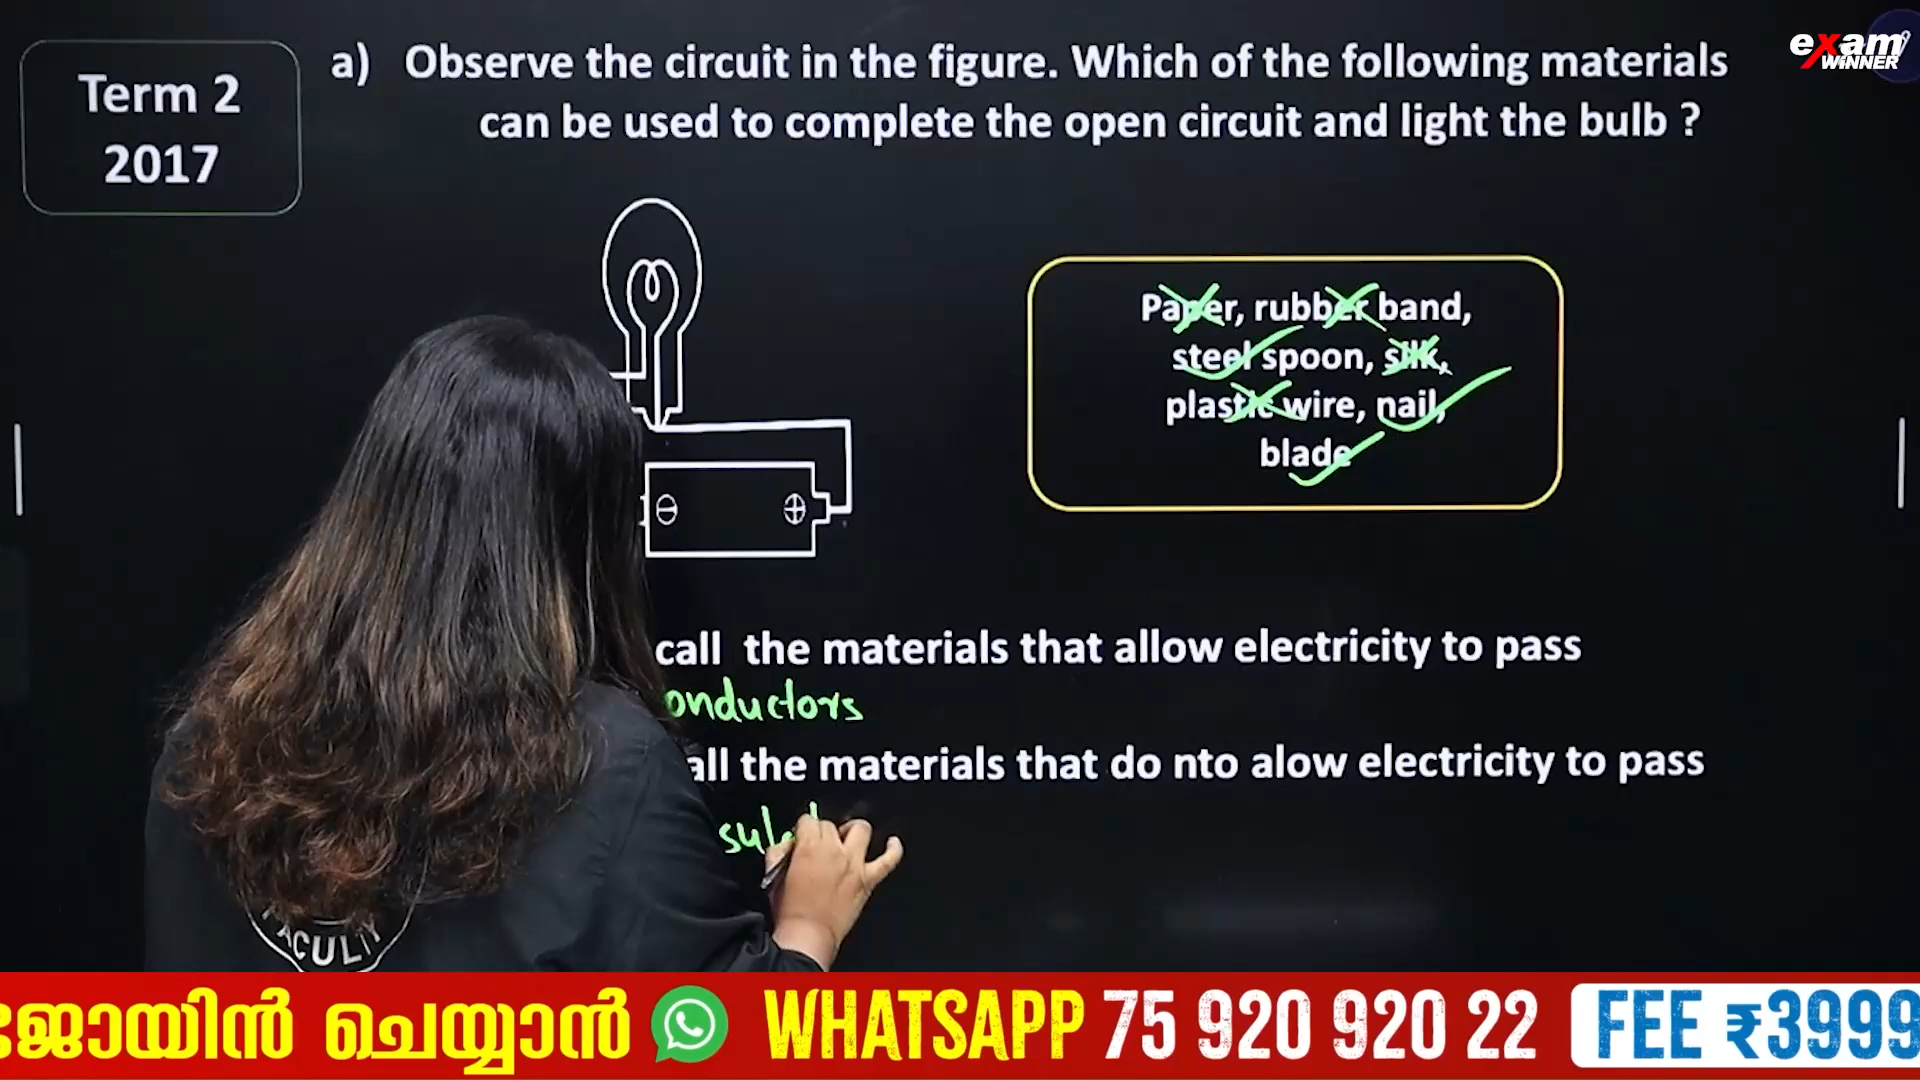 exam
WINNER
Term 2
2017
a) Observe the circuit in the figure. Which of the following materials
can be used to complete the open circuit and light the bulb ?
Paper, rubber band,
steel spoon, silk,
plastic wire, nail,
blade
call the materials that allow electricity to pass
onductors
all the materials that do nto alow electricity to pass
ACULTY
ജോയിൻ ചെയ്യാൻ WHATSAPP 75 920 920 22 FEE ₹3999